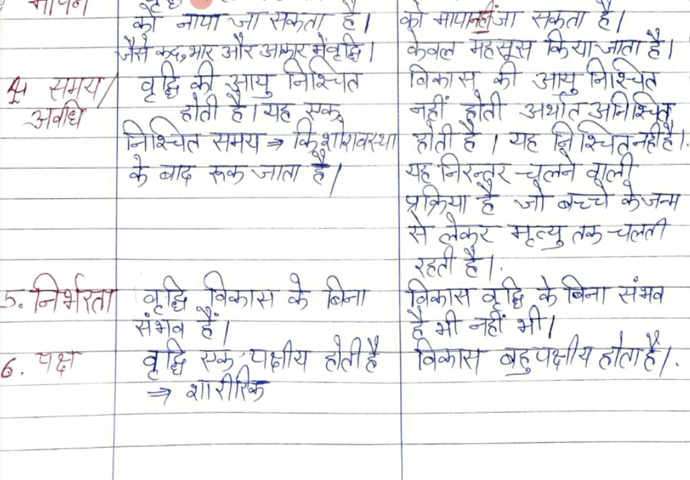 मापन
को नापा जा सकता है।
जैसे कद, भार और आकार में वृद्धि।
को मापा नहीं जा सकता है।
केवल महसूस किया जाता है।
4. समय/
अवधि
वृद्धि की आयु निश्चित
होती है। यह एक
निश्चित समय ⇒ किशोरावस्था
के बाद रूक जाता है।
विकास की आयु निश्चित
नहीं होती अर्थात अनिश्चित
होती है। यह निश्चित नहीं है।
यह निरन्तर चलने वाली
प्रक्रिया है जो बच्चे के जन्म
से लेकर मृत्यु तक चलती
रहती है।
5. निर्भरता
वृद्धि विकास के बिना
संभव है।
विकास वृद्धि के बिना संभव
है भी नहीं भी।
6. पक्ष
वृद्धि एक पक्षीय होती है
⇒ शारीरिक
विकास बहुपक्षीय होता है।